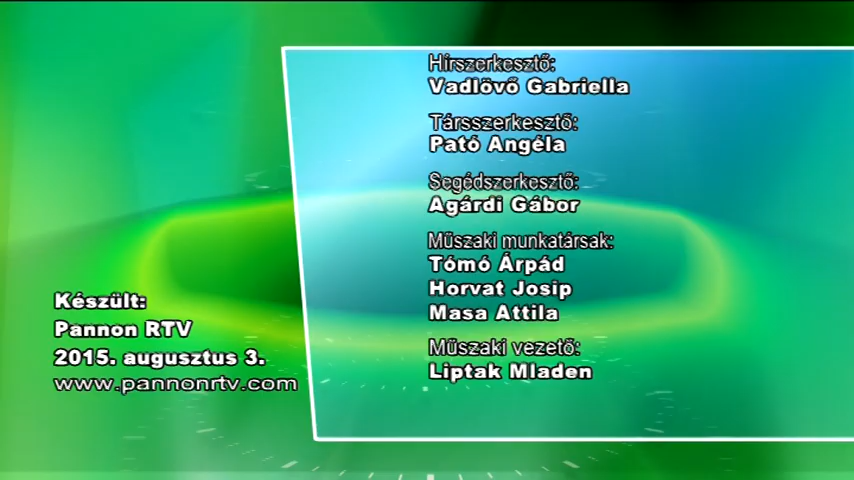 Hírszerkesztő:
Vadlövő Gabriella
Társszerkesztő:
Pató Angéla
Segédszerkesztő:
Agárdi Gábor
Műszaki munkatársak:
Tómó Árpád
Horvat Josip
Masa Attila
Műszaki vezető:
Liptak Mladen
Készült:
Pannon RTV
2015. augusztus 3.
www.pannonrtv.com